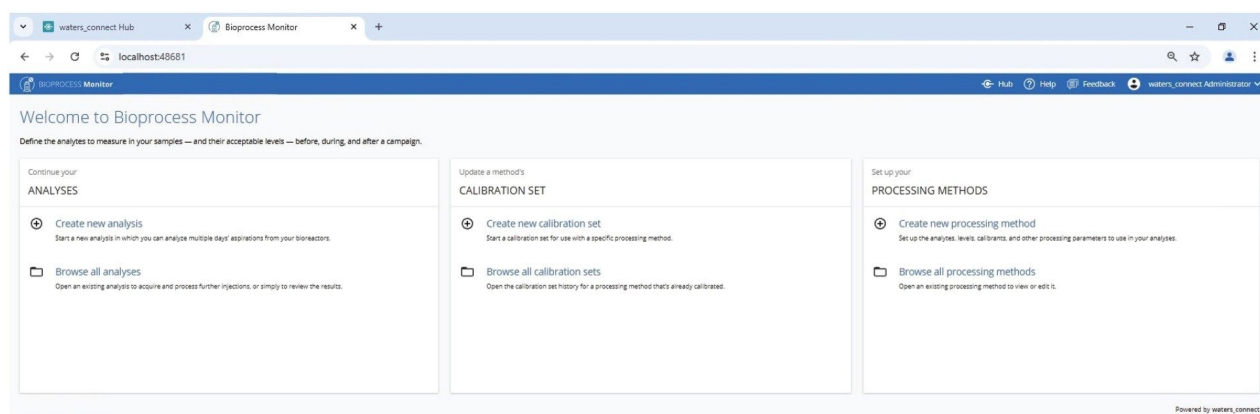 waters_connect Hub
Bioprocess Monitor
localhost:48681
BIOPROCESS Monitor
Hub
Help
Feedback
waters_connect Administrator
Welcome to Bioprocess Monitor
Define the analytes to measure in your samples — and their acceptable levels — before, during, and after a campaign.
Continue your
ANALYSES
Create new analysis
Start a new analysis in which you can analyze multiple days' aspirations from your bioreactors.
Browse all analyses
Open an existing analysis to acquire and process further injections, or simply to review the results.
Update a method's
CALIBRATION SET
Create new calibration set
Start a calibration set for use with a specific processing method.
Browse all calibration sets
Open the calibration set history for a processing method that's already calibrated.
Set up your
PROCESSING METHODS
Create new processing method
Set up the analytes, levels, calibrants, and other processing parameters to use in your analyses.
Browse all processing methods
Open an existing processing method to view or edit it.
Powered by waters_connect